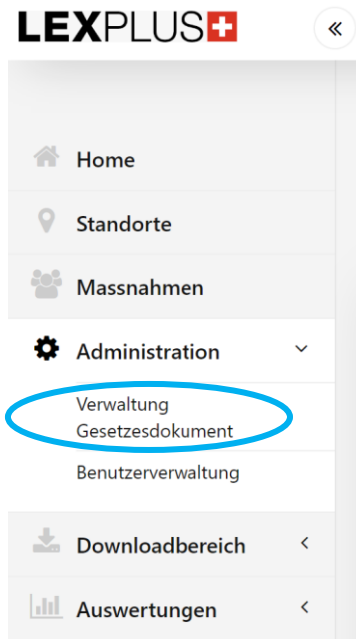 LEXPLUS
Home
Standorte
Massnahmen
Administration
Verwaltung
Gesetzesdokument
Benutzerverwaltung
Downloadbereich
Auswertungen